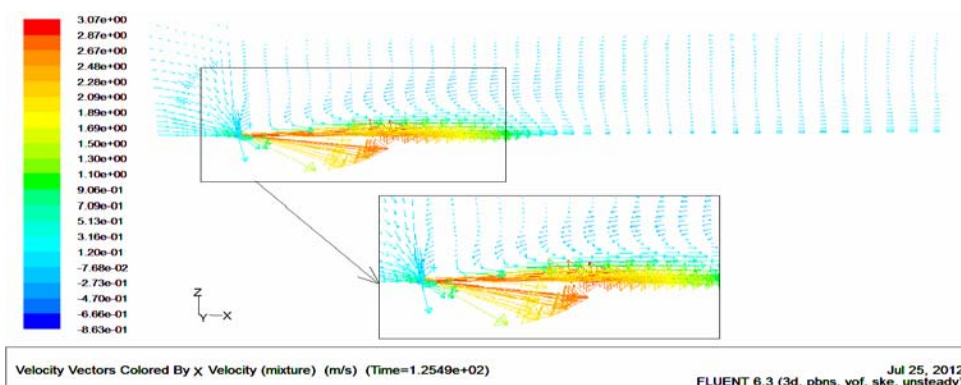 3.07e+00
2.87e+00
2.67e+00
2.48e+00
2.28e+00
2.09e+00
1.89e+00
1.69e+00
1.50e+00
1.30e+00
1.10e+00
9.06e-01
7.09e-01
5.13e-01
3.16e-01
1.20e-01
-7.68e-02
-2.73e-01
-4.70e-01
-6.66e-01
-8.63e-01
Z
Y X
Velocity Vectors Colored By X Velocity (mixture) (m/s) (Time=1.2549e+02)
Jul 25, 2012
FLUENT 6.3 (3d, pbns, vof, ske, unsteady)